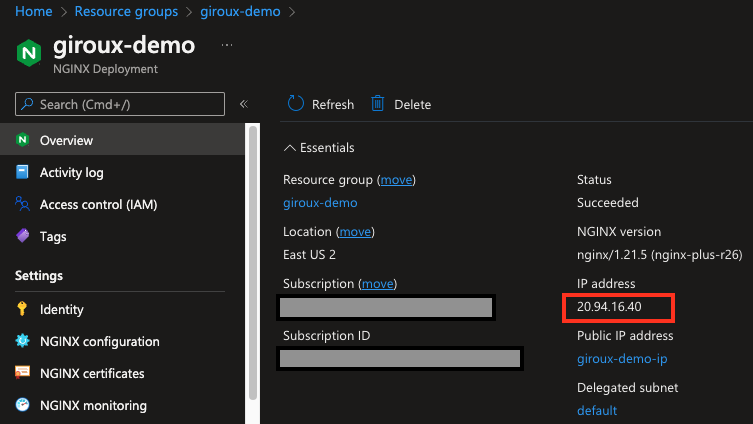 Home > Resource groups > giroux-demo >
giroux-demo ...
NGINX Deployment
Search (Cmd+/) «
Overview
Activity log
Access control (IAM)
Tags
Settings
Identity
NGINX configuration
NGINX certificates
NGINX monitoring
Refresh Delete
Essentials
Resource group (move)
giroux-demo
Location (move)
East US 2
Subscription (move)
Subscription ID
Status
Succeeded
NGINX version
nginx/1.21.5 (nginx-plus-r26)
IP address
20.94.16.40
Public IP address
giroux-demo-ip
Delegated subnet
default